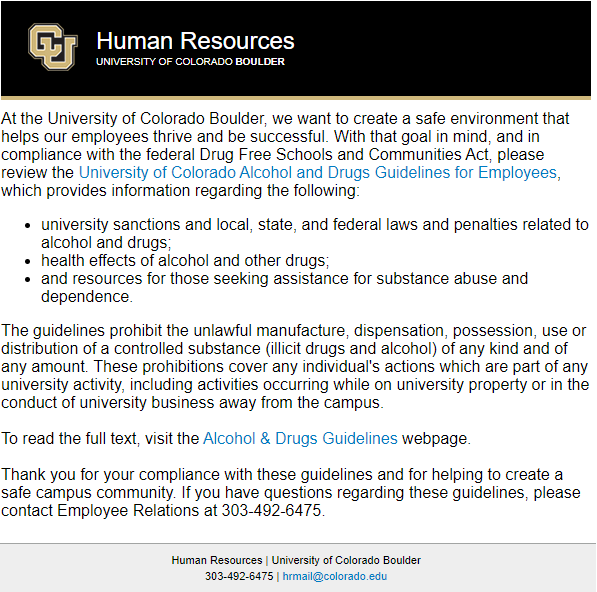 CU
Human Resources
UNIVERSITY OF COLORADO BOULDER
At the University of Colorado Boulder, we want to create a safe environment that
helps our employees thrive and be successful. With that goal in mind, and in
compliance with the federal Drug Free Schools and Communities Act, please
review the University of Colorado Alcohol and Drugs Guidelines for Employees,
which provides information regarding the following:
• university sanctions and local, state, and federal laws and penalties related to
alcohol and drugs;
• health effects of alcohol and other drugs;
• and resources for those seeking assistance for substance abuse and
dependence.
The guidelines prohibit the unlawful manufacture, dispensation, possession, use or
distribution of a controlled substance (illicit drugs and alcohol) of any kind and of
any amount. These prohibitions cover any individual's actions which are part of any
university activity, including activities occurring while on university property or in the
conduct of university business away from the campus.
To read the full text, visit the Alcohol & Drugs Guidelines webpage.
Thank you for your compliance with these guidelines and for helping to create a
safe campus community. If you have questions regarding these guidelines, please
contact Employee Relations at 303-492-6475.
Human Resources | University of Colorado Boulder
303-492-6475 | hrmail@colorado.edu